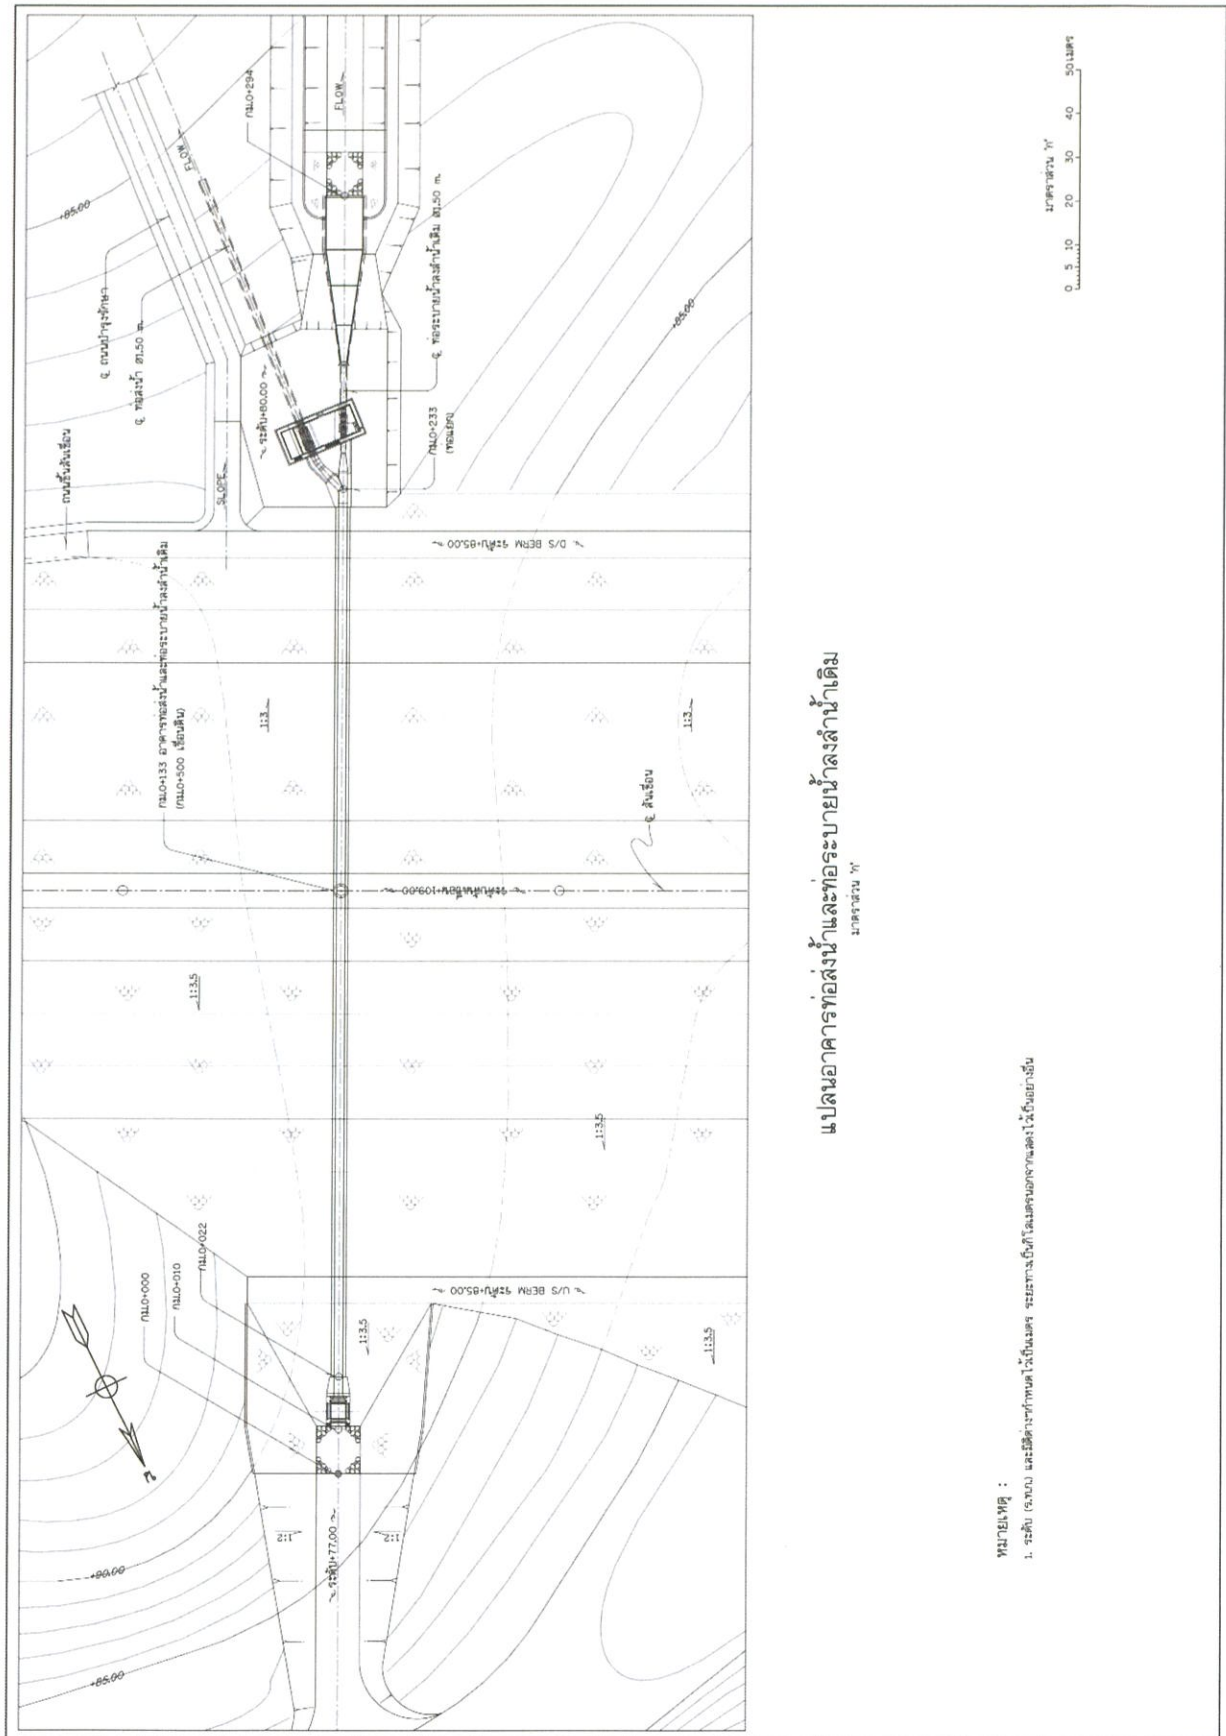 กม.0+000
กม.0+010
กม.0+022
กม.0+133 อาคารท่อส่งน้ำและท่อระบายน้ำลงลำน้ำเดิม
(กม.0+500 เขื่อนดิน)
ถนนขึ้นสันเขื่อน
℄ ถนนบำรุงรักษา
℄ ท่อส่งน้ำ ø1.50 m.
+85.00
FLOW
กม.0+294
FLOW
SLOPE
ระดับ+80.00
℄ ท่อระบายน้ำลงลำน้ำเดิม ø1.50 m.
กม.0+233
(ท่อแยก)
+85.00
D/S BERM ระดับ+85.00
1:3
1:3
℄ สันเขื่อน
ระดับสันเขื่อน+109.00
1:3.5
1:3.5
U/S BERM ระดับ+85.00
1:3.5
1:3.5
1:2
1:2
ระดับ+77.00
+90.00
+85.00
แปลนอาคารท่อส่งน้ำและท่อระบายน้ำลงลำน้ำเดิม
มาตราส่วน 'ก'
หมายเหตุ :
1. ระดับ (ร.ท.ก.) และมิติต่างๆกำหนดไว้เป็นเมตร ระยะทางเป็นกิโลเมตรนอกจากแสดงไว้เป็นอย่างอื่น
มาตราส่วน 'ก'
0 5 10 20 30 40 50 เมตร